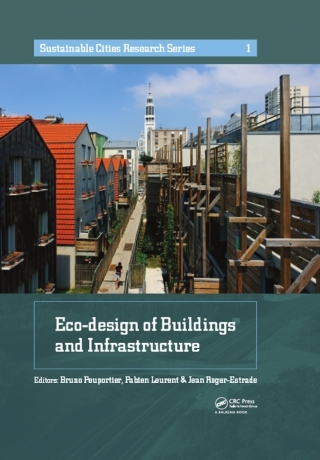 Sustainable Cities Research Series 1
Eco-design of Buildings
and Infrastructure
Editors: Bruno Peuportier, Fabien Leurent & Jean Roger-Estrade
CRC Press
Taylor & Francis Group
A BALKEMA BOOK